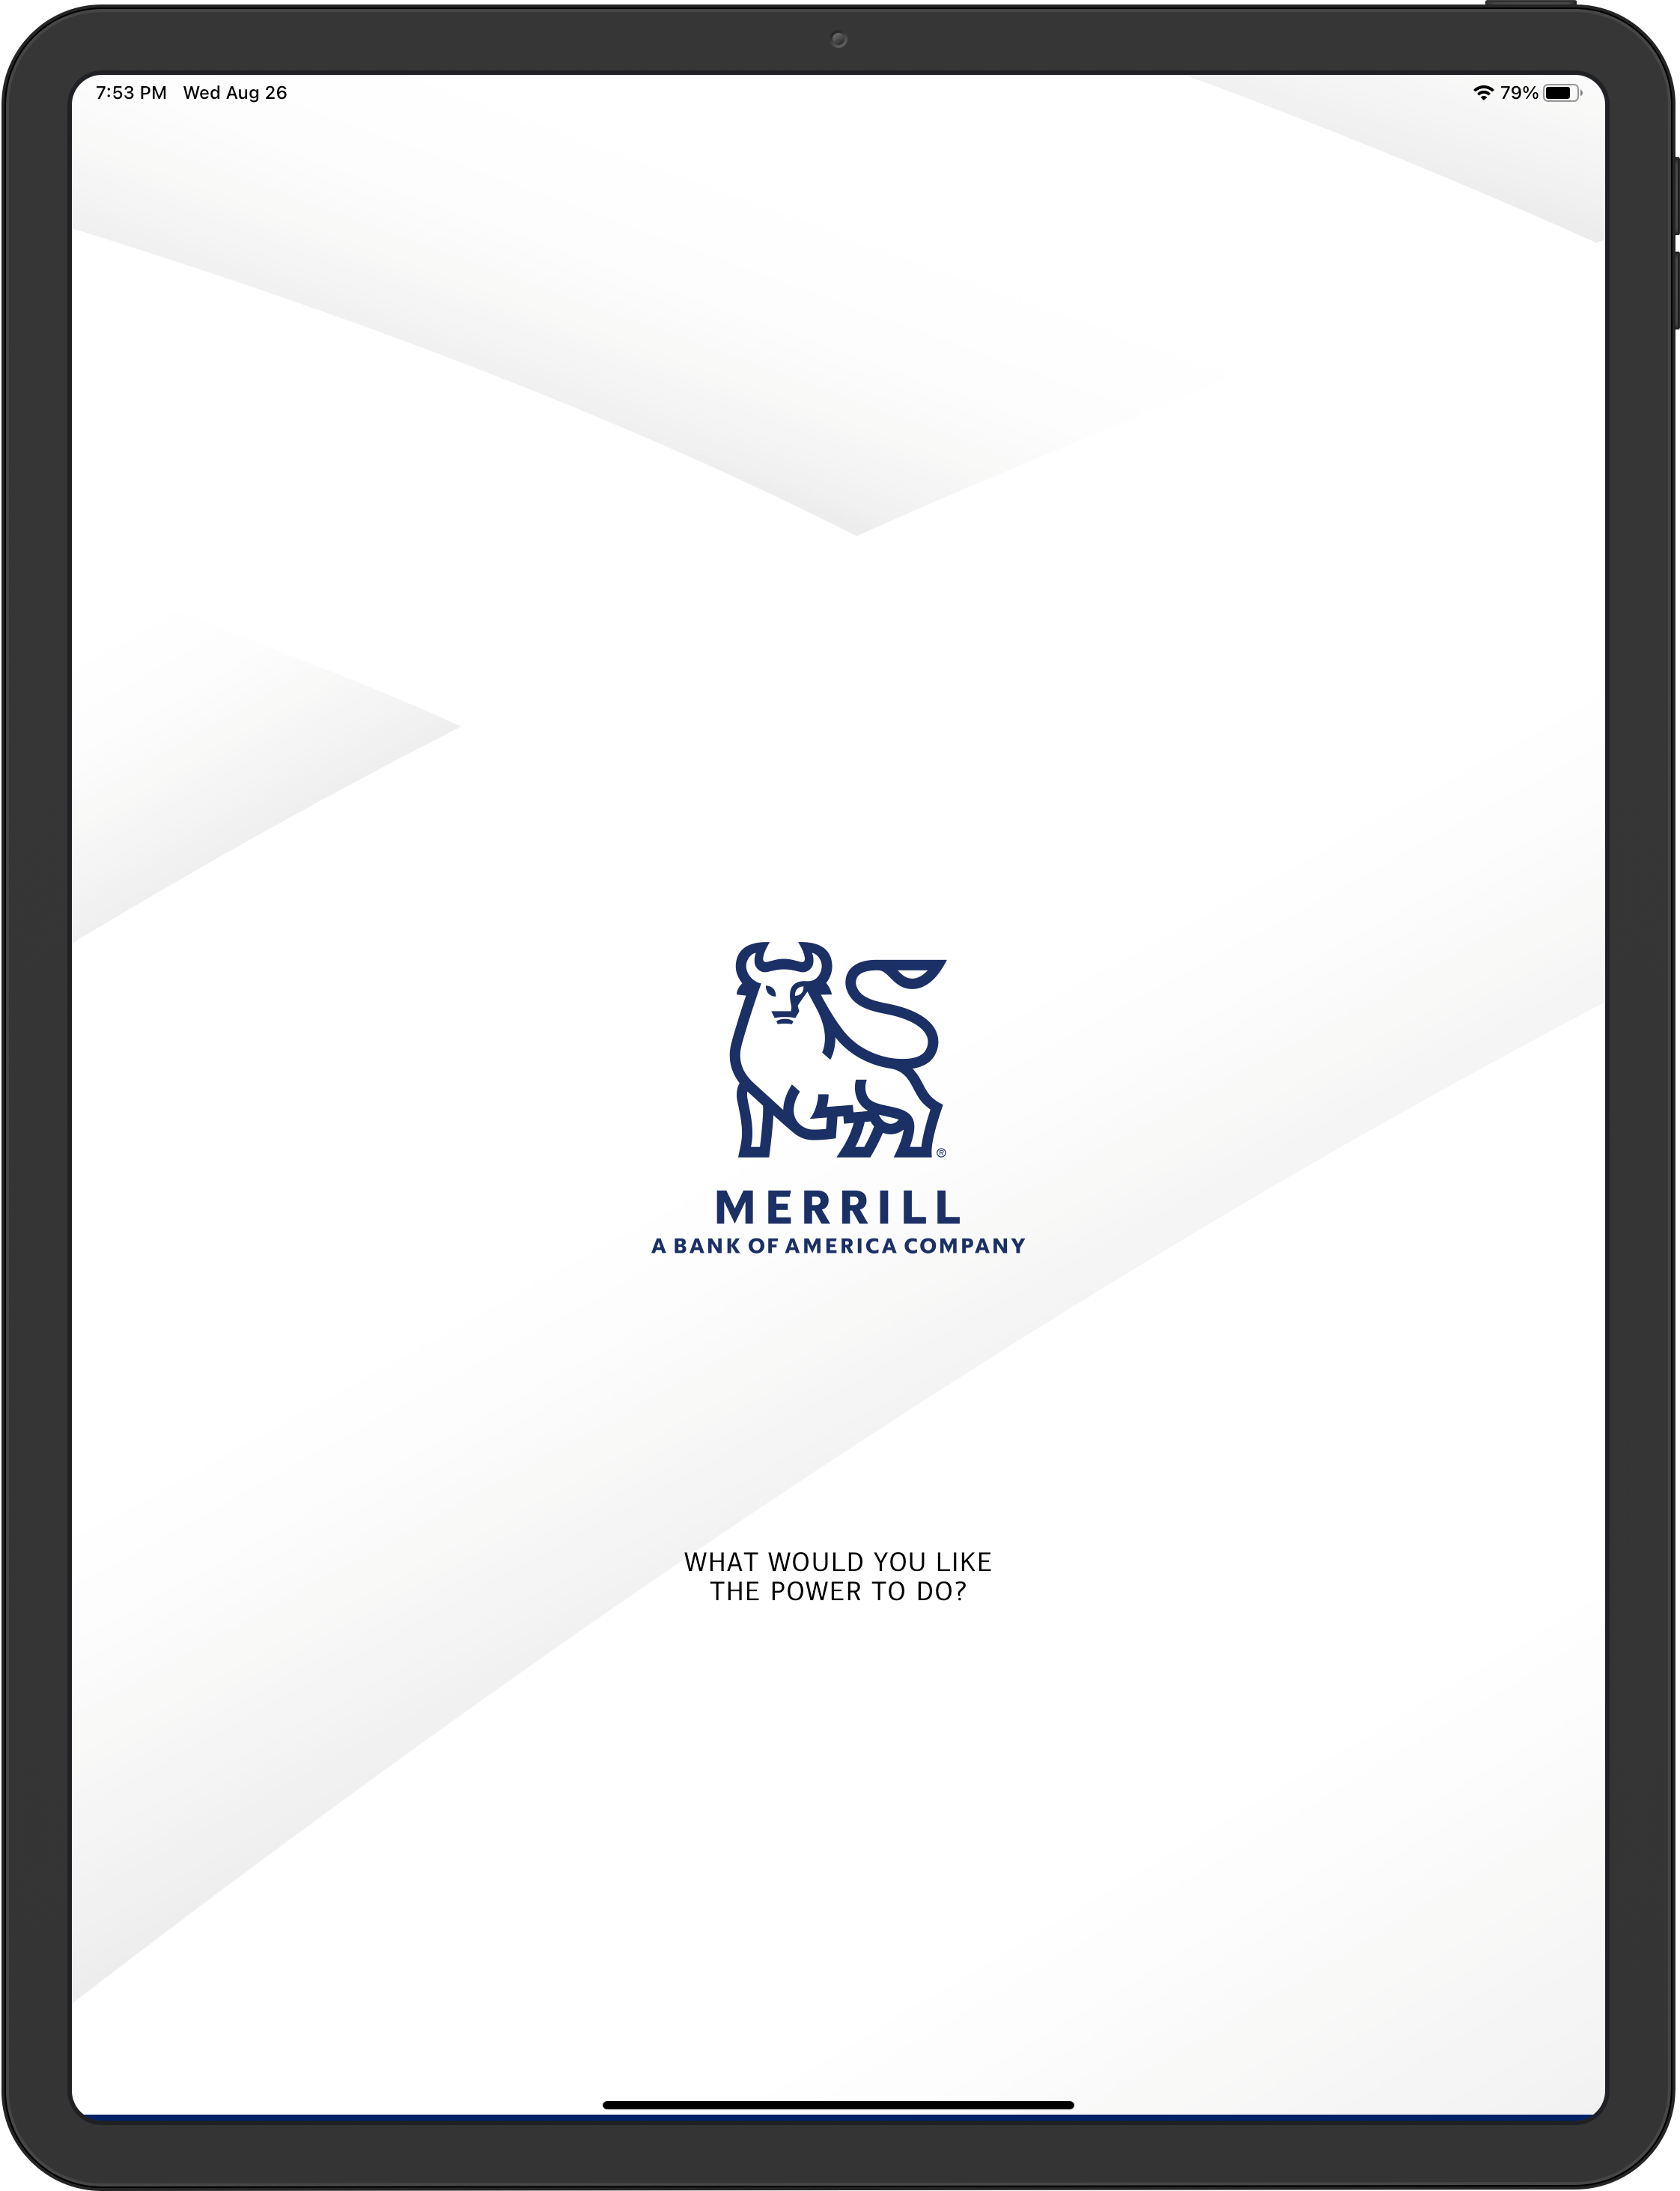 7:53 PM Wed Aug 26 79%
®
MERRILL
A BANK OF AMERICA COMPANY
WHAT WOULD YOU LIKE
THE POWER TO DO?